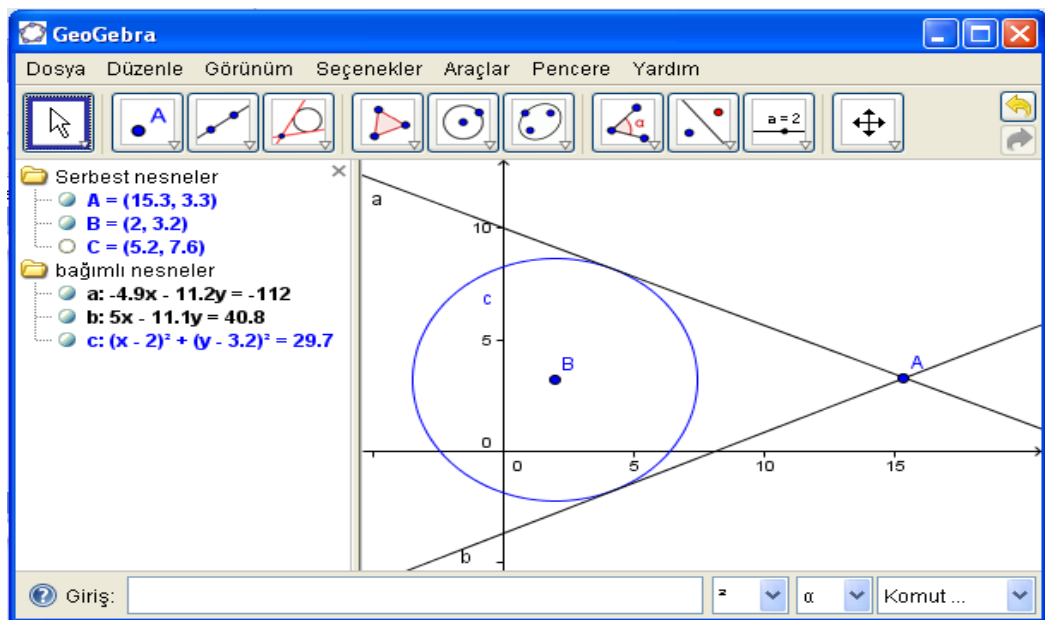 GeoGebra
Dosya Düzenle Görünüm Seçenekler Araçlar Pencere Yardım
A α a = 2
Serbest nesneler
A = (15.3, 3.3)
B = (2, 3.2)
C = (5.2, 7.6)
bağımlı nesneler
a: -4.9x - 11.2y = -112
b: 5x - 11.1y = 40.8
c: (x - 2)² + (y - 3.2)² = 29.7
a
10
c
5
B
A
0
0 5 10 15
b
Giriş: ² α Komut ...